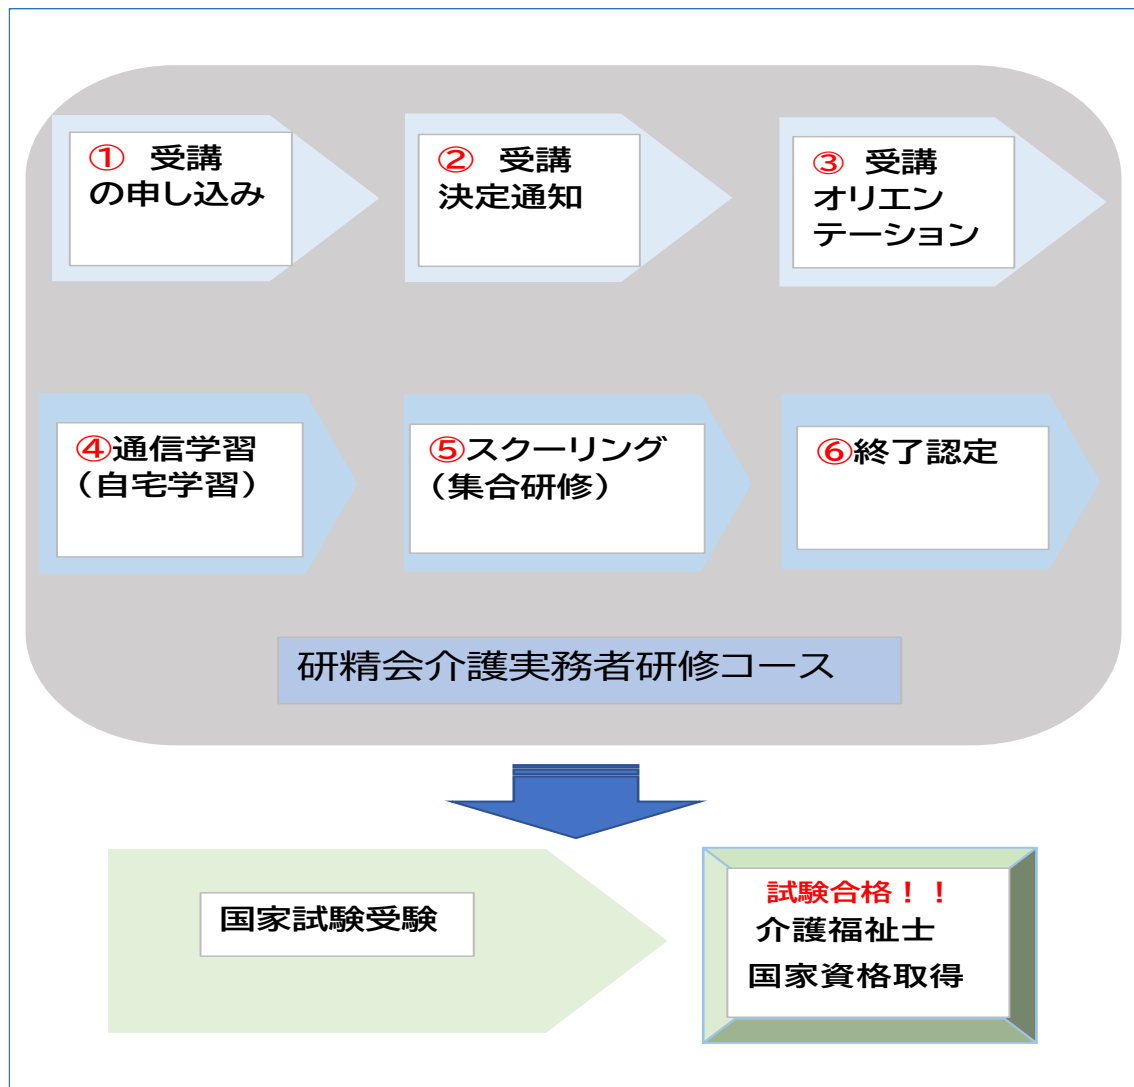 ① 受講
の申し込み
② 受講
決定通知
③ 受講
オリエン
テーション
④通信学習
（自宅学習）
⑤スクーリング
（集合研修）
⑥終了認定
研精会介護実務者研修コース
国家試験受験
試験合格！！
介護福祉士
国家資格取得